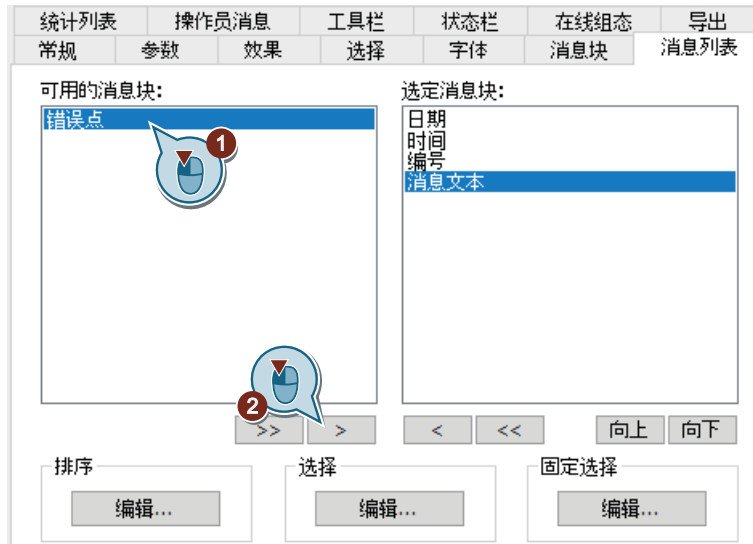 统计列表 操作员消息 工具栏 状态栏 在线组态 导出
常规 参数 效果 选择 字体 消息块 消息列表
可用的消息块: 选定消息块:
错误点
日期
时间
编号
消息文本
1
2
>> > < << 向上 向下
排序 选择 固定选择
编辑... 编辑... 编辑...